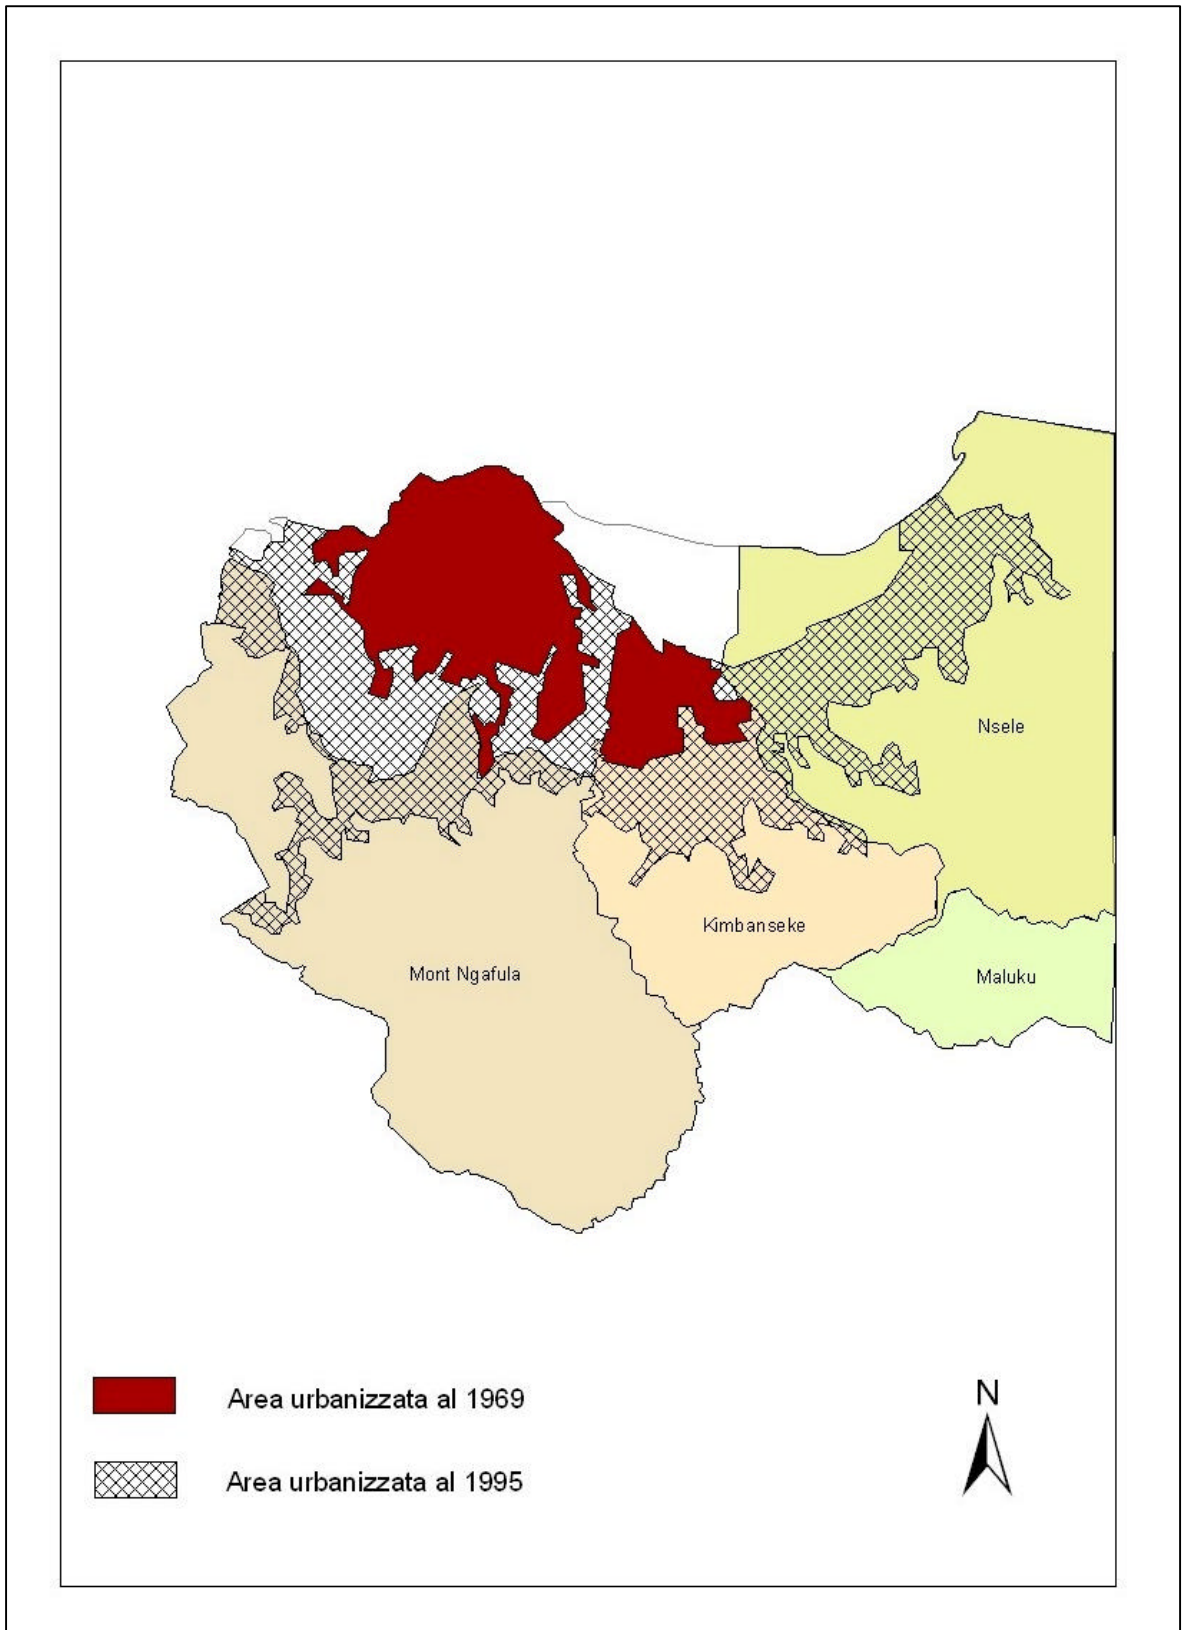 Nsele
Kimbanseke
Mont Ngafula
Maluku
Area urbanizzata al 1969
N
Area urbanizzata al 1995